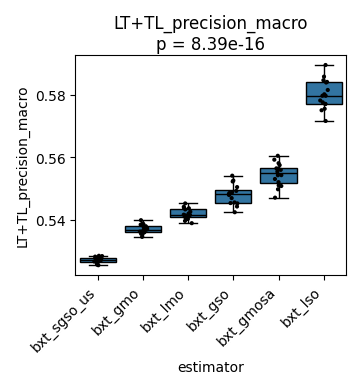 LT+TL_precision_macro
p = 8.39e-16
LT+TL_precision_macro
0.58
0.56
0.54
bxt_sgso_us
bxt_gmo
bxt_lmo
bxt_gso
bxt_gmosa
bxt_lso
estimator